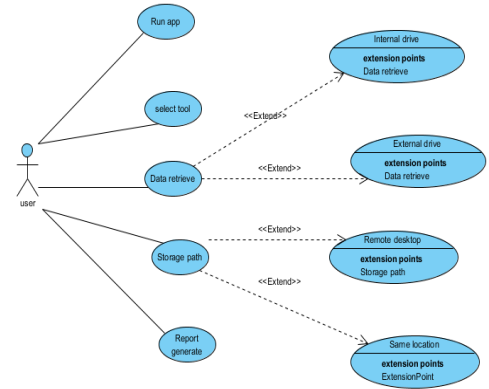 Run app
Internal drive
extension points
Data retrieve
select tool
<<Extend>>
External drive
extension points
Data retrieve
<<Extend>>
Data retrieve
user
Remote desktop
extension points
Storage path
<<Extend>>
Storage path
<<Extend>>
Report
generate
Same location
extension points
ExtensionPoint